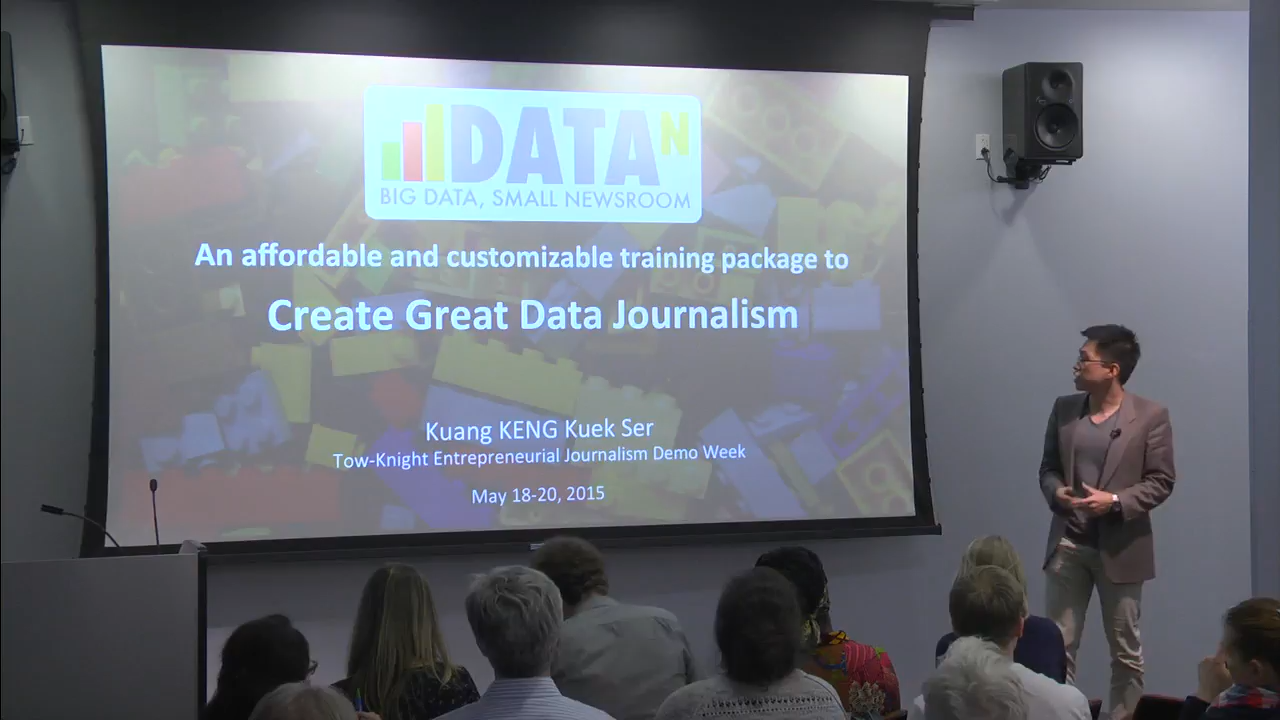 DATAN
BIG DATA, SMALL NEWSROOM
An affordable and customizable training package to
Create Great Data Journalism
Kuang KENG Kuek Ser
Tow-Knight Entrepreneurial Journalism Demo Week
May 18-20, 2015